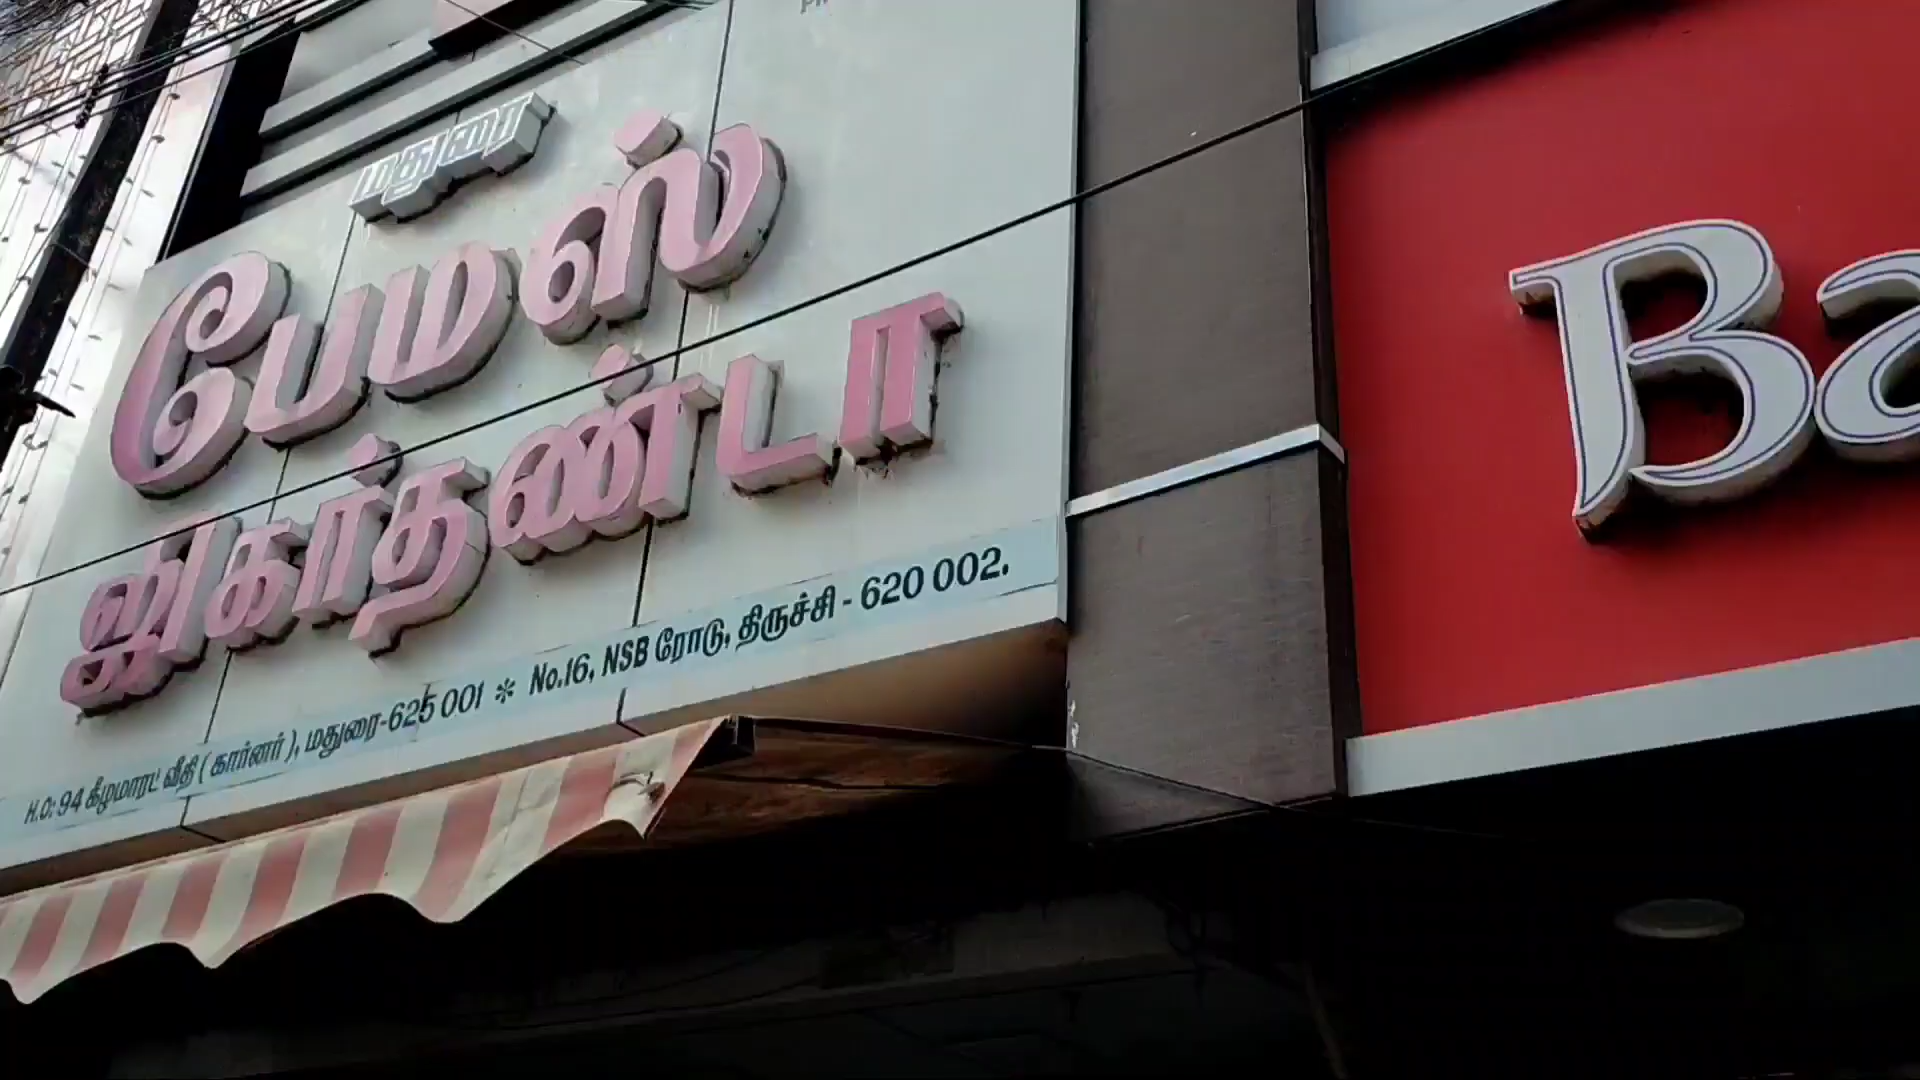 மதுரை
பேமஸ்
ஜிகர்தண்டா
H.O: 94 கீழமாரட் வீதி ( கார்னர் ), மதுரை-625 001 * No.16, NSB ரோடு, திருச்சி - 620 002.
Ba